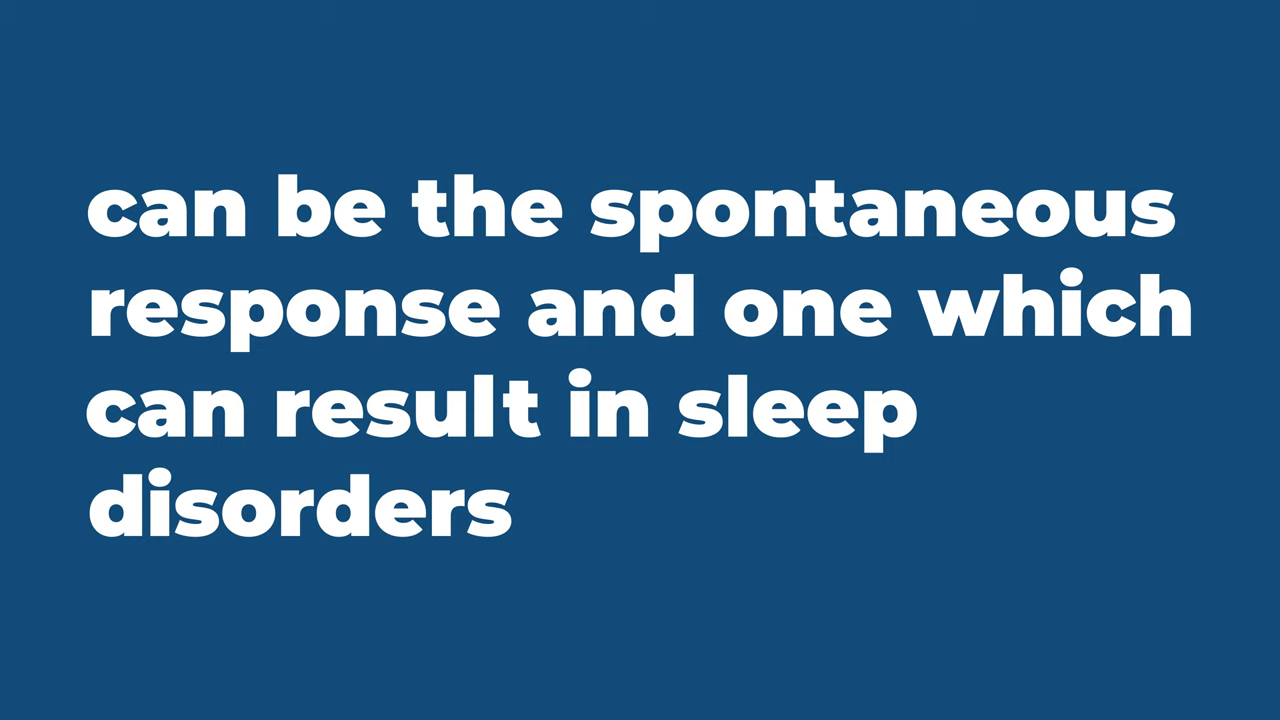 can be the spontaneous
response and one which
can result in sleep
disorders